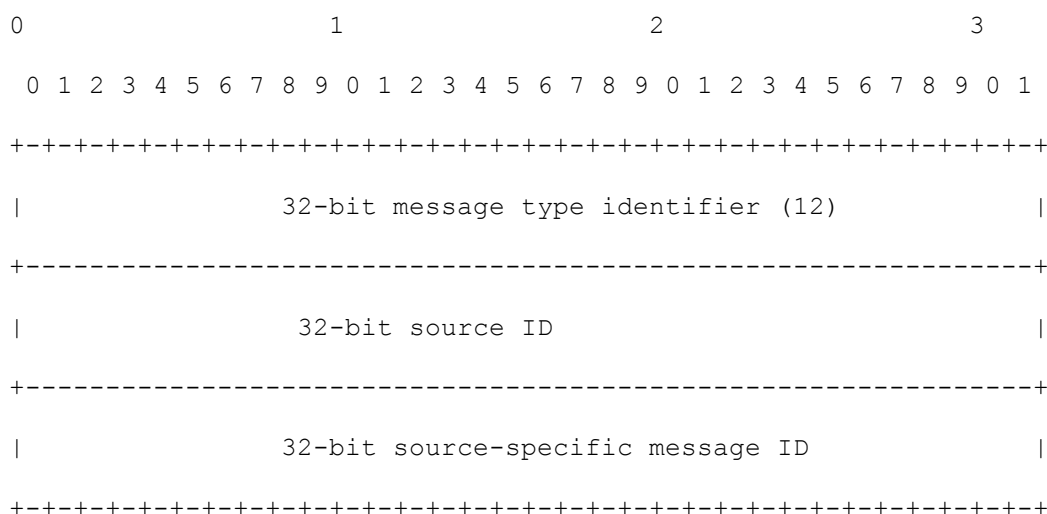 0                   1                   2                   3
 0 1 2 3 4 5 6 7 8 9 0 1 2 3 4 5 6 7 8 9 0 1 2 3 4 5 6 7 8 9 0 1
+-+-+-+-+-+-+-+-+-+-+-+-+-+-+-+-+-+-+-+-+-+-+-+-+-+-+-+-+-+-+-+-+
|                32-bit message type identifier (12)            |
+---------------------------------------------------------------+
|                 32-bit source ID                              |
+---------------------------------------------------------------+
|                32-bit source-specific message ID              |
+-+-+-+-+-+-+-+-+-+-+-+-+-+-+-+-+-+-+-+-+-+-+-+-+-+-+-+-+-+-+-+-+